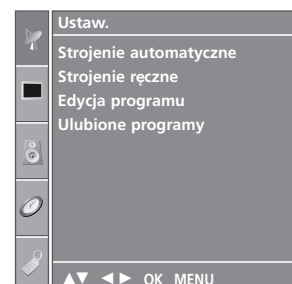 Ustaw.
Strojenie automatyczne
Strojenie ręczne
Edycja programu
Ulubione programy
▲▼ ◄► OK MENU